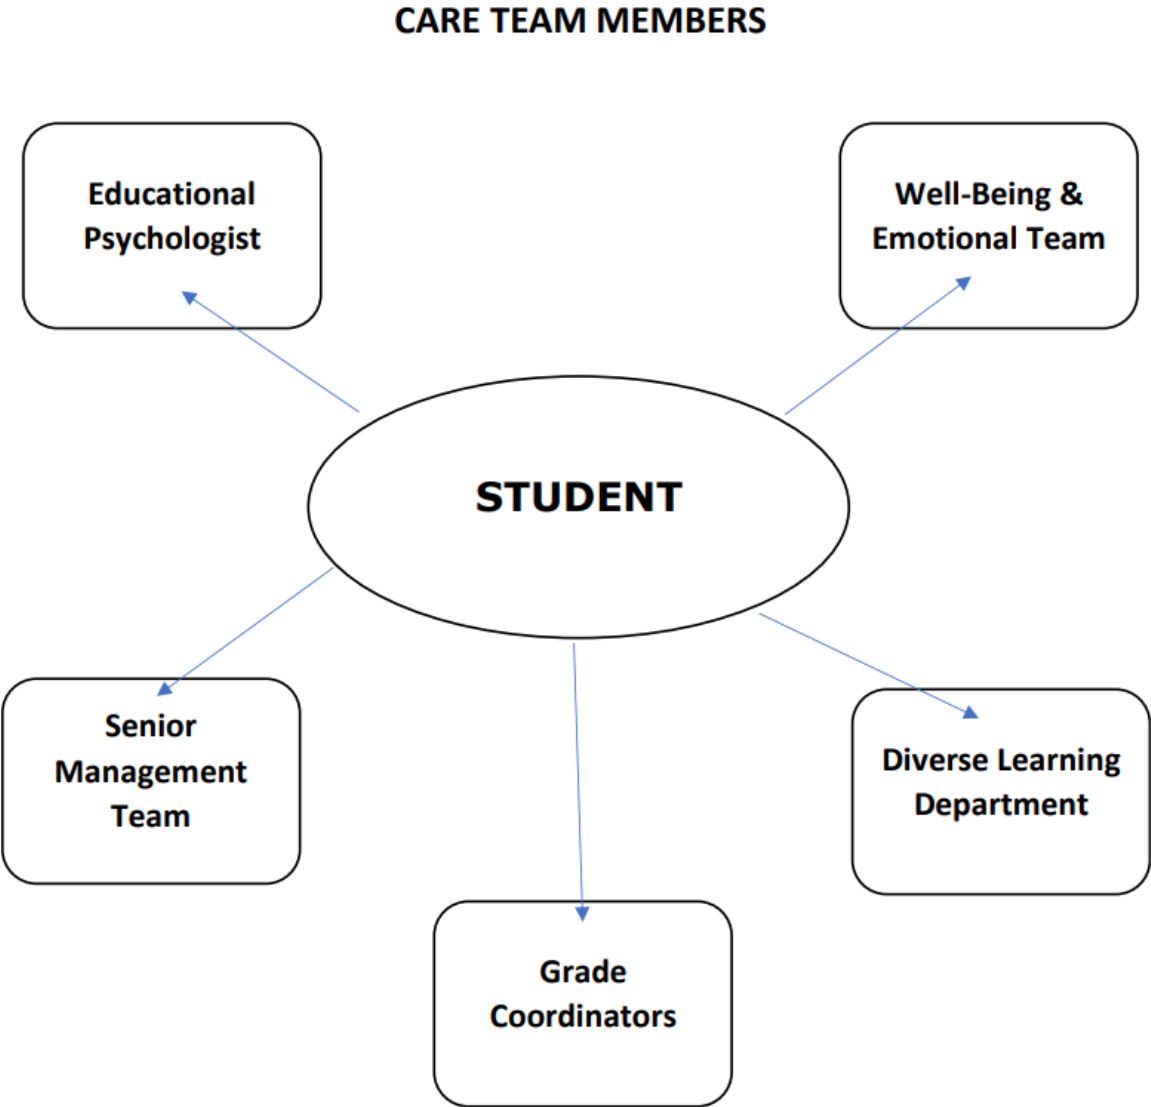 CARE TEAM MEMBERS
Educational
Psychologist
Well-Being &
Emotional Team
STUDENT
Senior
Management
Team
Diverse Learning
Department
Grade
Coordinators